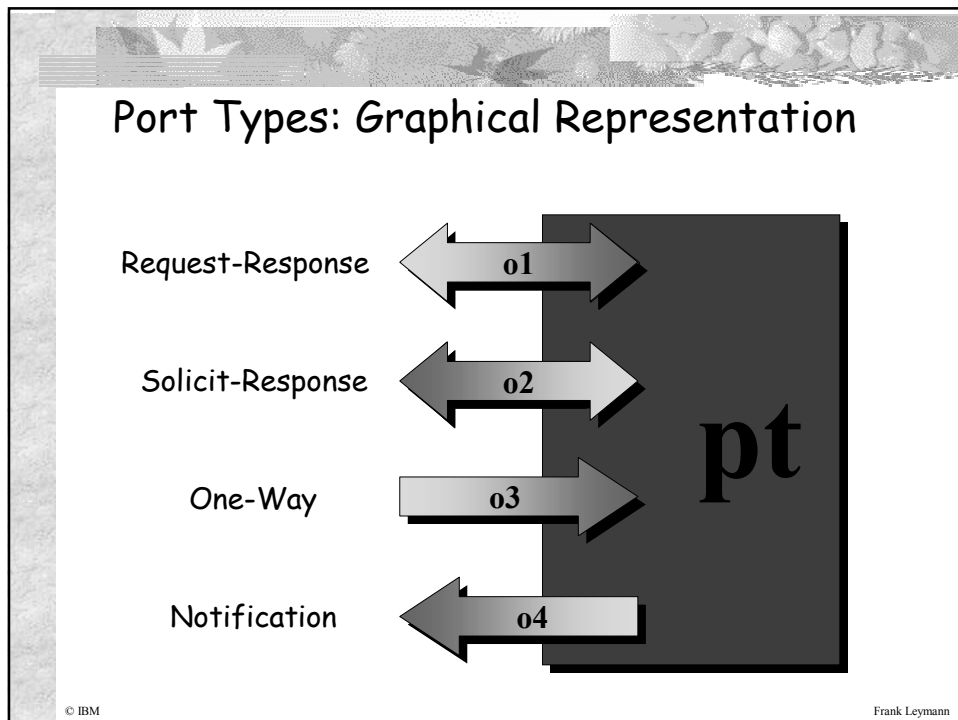 Port Types: Graphical Representation
Request-Response
o1
Solicit-Response
o2
pt
One-Way
o3
Notification
o4
© IBM
Frank Leymann